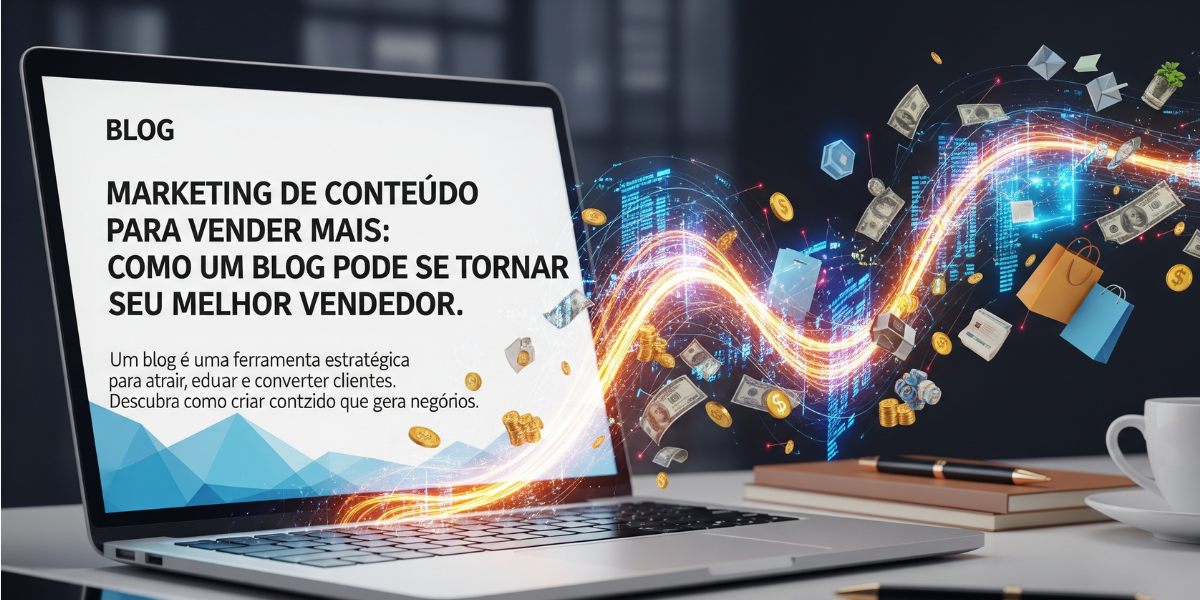 BLOG
MARKETING DE CONTEÚDO
PARA VENDER MAIS:
COMO UM BLOG PODE SE TORNAR
SEU MELHOR VENDEDOR.
Um blog é uma ferramenta estratégica
para atrair, eduar e converter clientes.
Descubra como criar contzido que gera negórios.